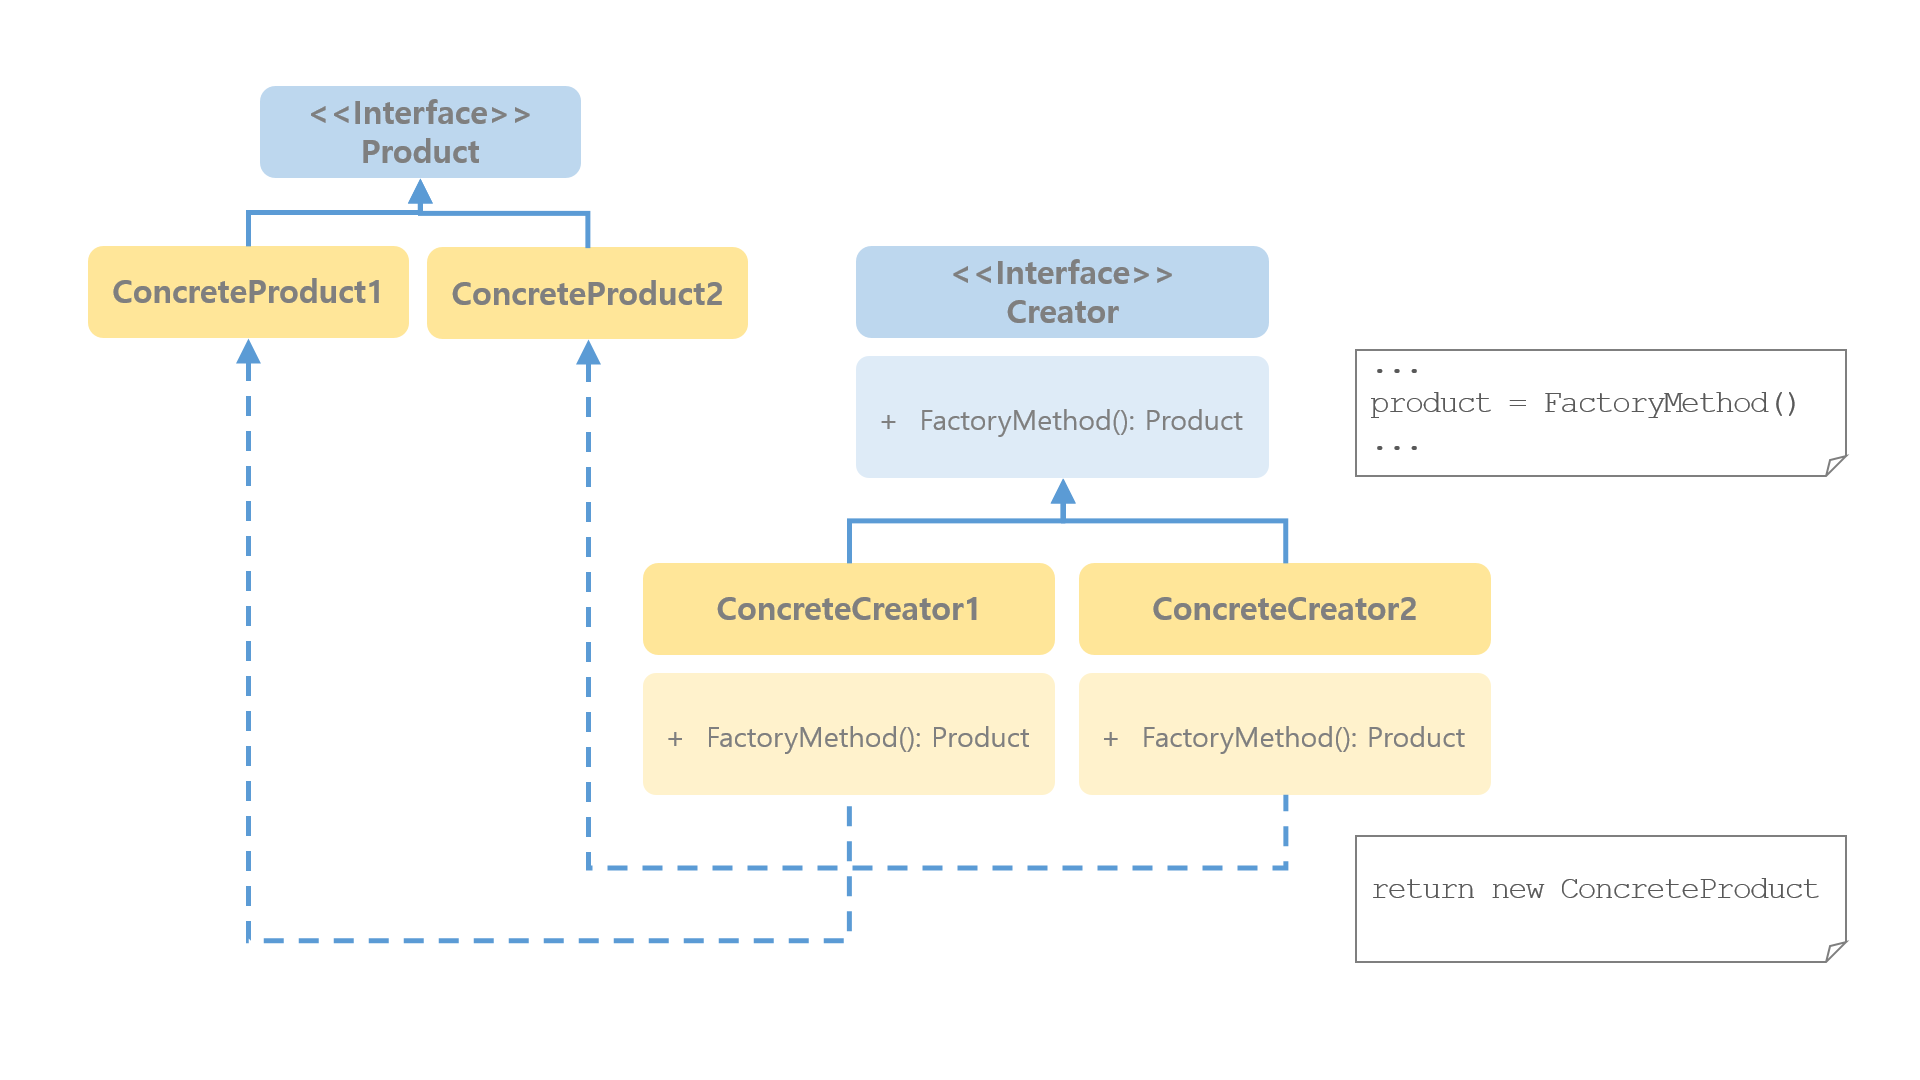 <<Interface>>
Product
ConcreteProduct1
ConcreteProduct2
<<Interface>>
Creator
+ FactoryMethod(): Product
...
product = FactoryMethod()
...
ConcreteCreator1
ConcreteCreator2
+ FactoryMethod(): Product
+ FactoryMethod(): Product
return new ConcreteProduct